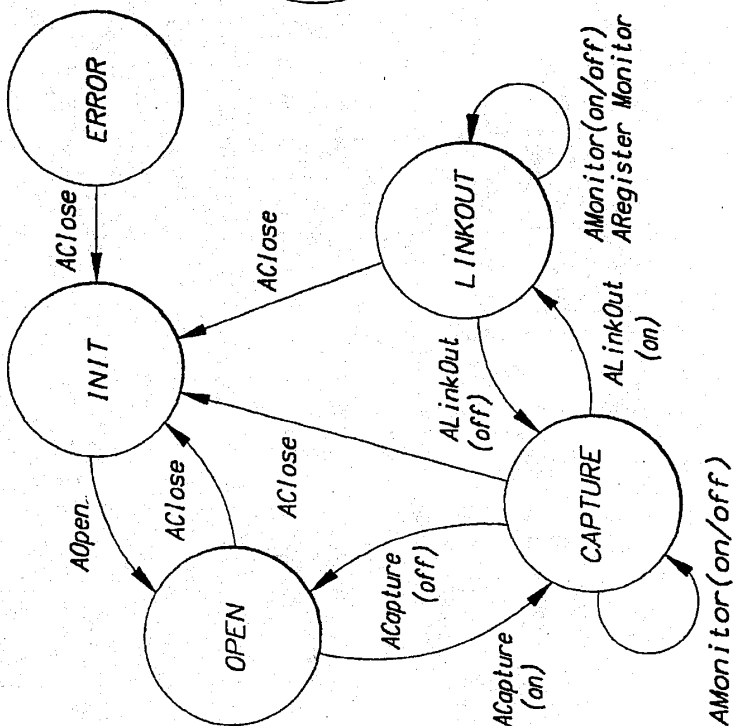 ERROR
AClose
INIT
AOpen
AClose
OPEN
AClose
AClose
LINKOUT
AMonitor(on/off)
ARegister Monitor
ALinkOut
(off)
ALinkOut
(on)
ACapture
(off)
ACapture
(on)
CAPTURE
AMonitor(on/off)